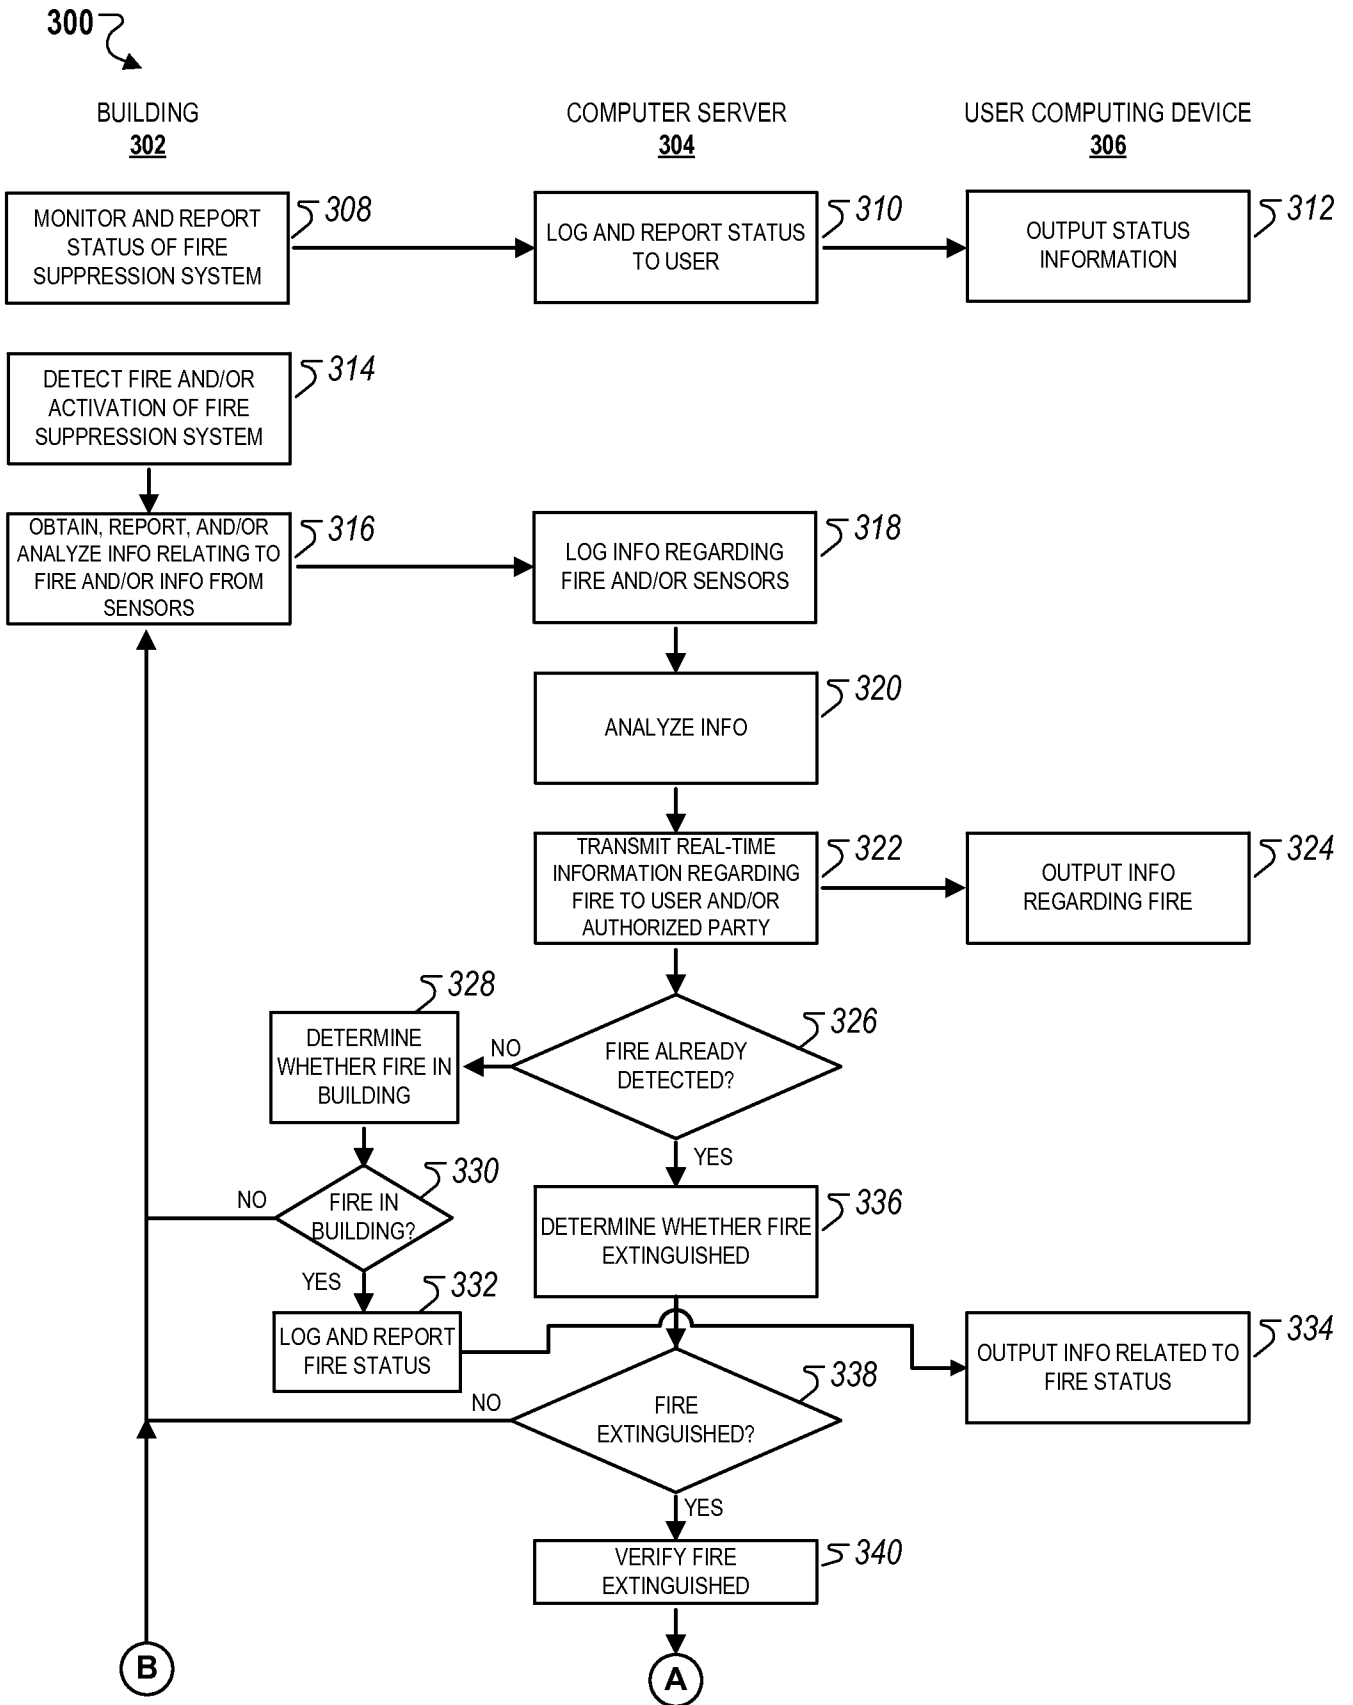 300
BUILDING
302
COMPUTER SERVER
304
USER COMPUTING DEVICE
306
MONITOR AND REPORT
STATUS OF FIRE
SUPPRESSION SYSTEM
308
LOG AND REPORT STATUS
TO USER
310
OUTPUT STATUS
INFORMATION
312
DETECT FIRE AND/OR
ACTIVATION OF FIRE
SUPPRESSION SYSTEM
314
OBTAIN, REPORT, AND/OR
ANALYZE INFO RELATING TO
FIRE AND/OR INFO FROM
SENSORS
316
LOG INFO REGARDING
FIRE AND/OR SENSORS
318
ANALYZE INFO
320
TRANSMIT REAL-TIME
INFORMATION REGARDING
FIRE TO USER AND/OR
AUTHORIZED PARTY
322
OUTPUT INFO
REGARDING FIRE
324
FIRE ALREADY
DETECTED?
326
NO
YES
DETERMINE
WHETHER FIRE IN
BUILDING
328
FIRE IN
BUILDING?
330
NO
YES
LOG AND REPORT
FIRE STATUS
332
OUTPUT INFO RELATED TO
FIRE STATUS
334
DETERMINE WHETHER FIRE
EXTINGUISHED
336
FIRE
EXTINGUISHED?
338
NO
YES
VERIFY FIRE
EXTINGUISHED
340
B
A